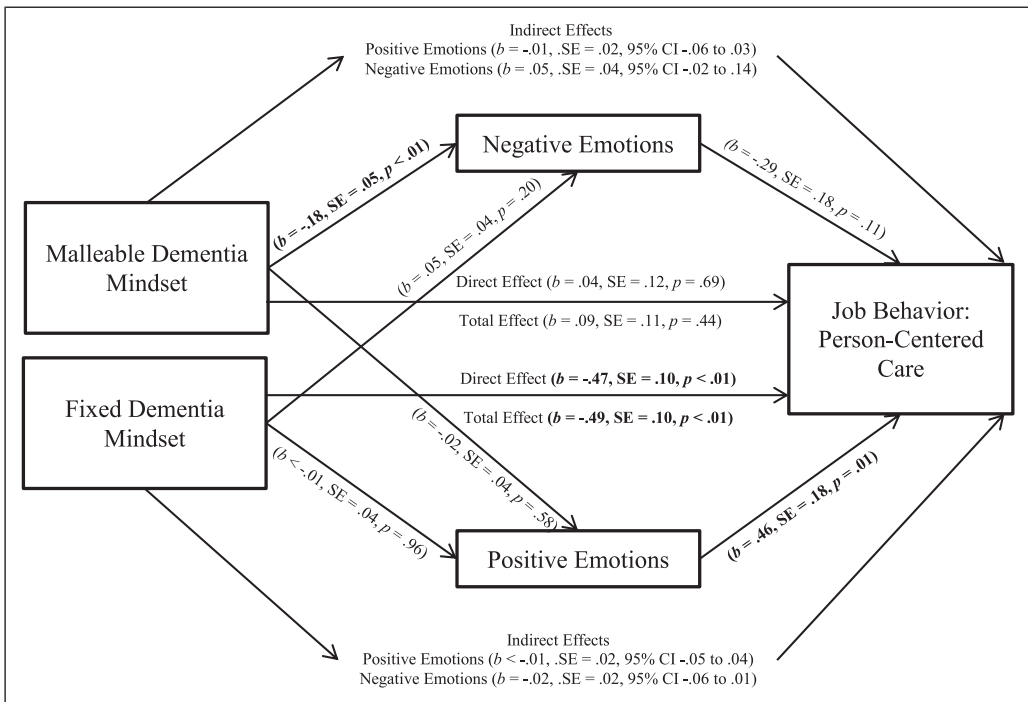 Indirect Effects
Positive Emotions (b = -.01, .SE = .02, 95% CI -.06 to .03)
Negative Emotions (b = .05, .SE = .04, 95% CI -.02 to .14)
Negative Emotions
(b = -.18, SE = .05, p < .01)
(b = .05, SE = .04, p = .20)
(b = -.29, SE = .18, p = .11)
Malleable Dementia
Mindset
Direct Effect (b = .04, SE = .12, p = .69)
Total Effect (b = .09, SE = .11, p = .44)
Job Behavior:
Person-Centered
Care
Fixed Dementia
Mindset
Direct Effect (b = -.47, SE = .10, p < .01)
Total Effect (b = -.49, SE = .10, p < .01)
(b = -.02, SE = .04, p = .58)
(b < -.01, SE = .04, p = .96)
(b = .46, SE = .18, p = .01)
Positive Emotions
Indirect Effects
Positive Emotions (b < -.01, .SE = .02, 95% CI -.05 to .04)
Negative Emotions (b = -.02, .SE = .02, 95% CI -.06 to .01)